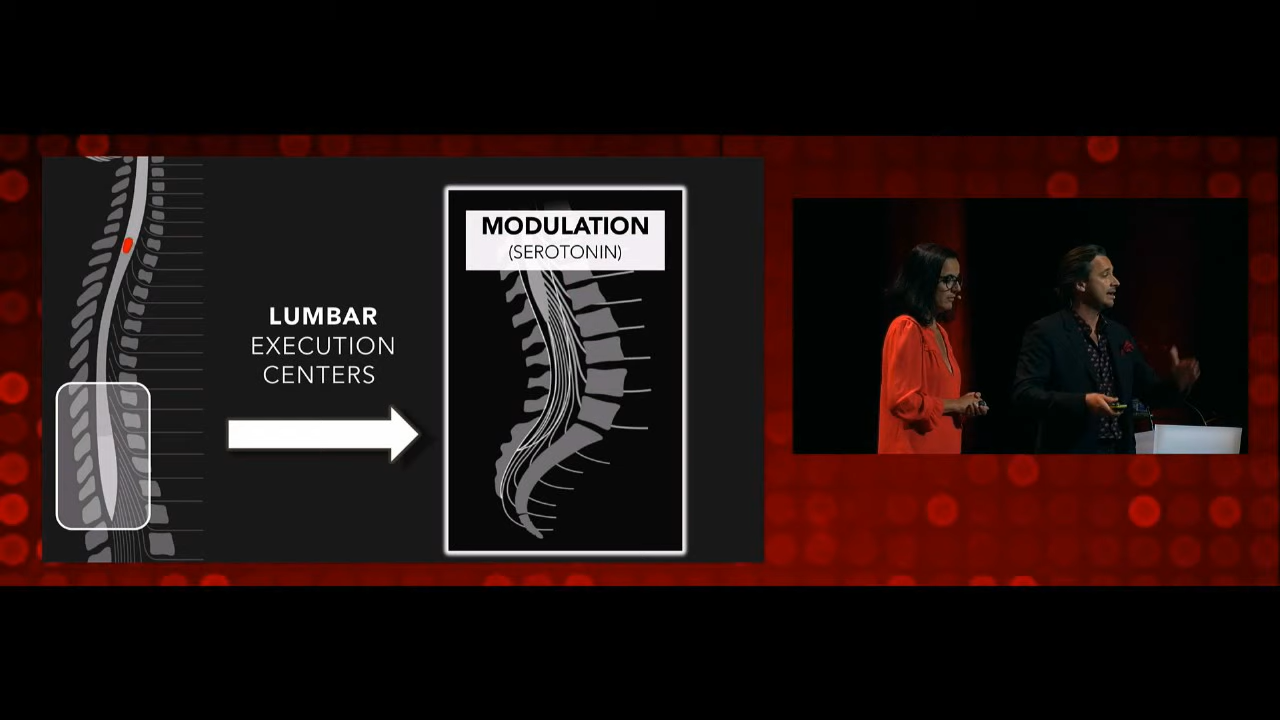 LUMBAR
EXECUTION
CENTERS
MODULATION
(SEROTONIN)